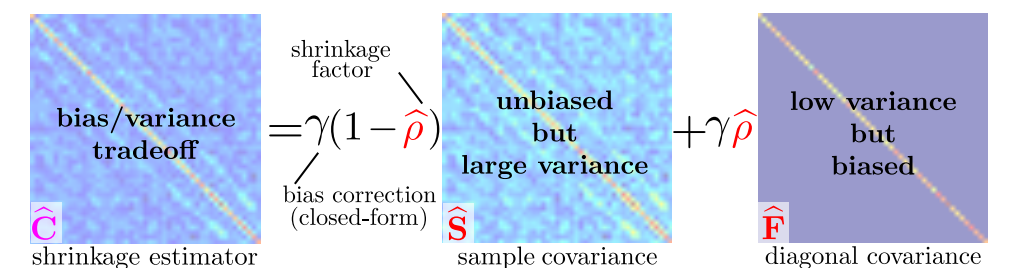 bias/variance
tradeoff
Ĉ
shrinkage estimator
=γ(1−ρ̂)
shrinkage
factor
bias correction
(closed-form)
unbiased
but
large variance
Ŝ
sample covariance
+γρ̂
low variance
but
biased
F̂
diagonal covariance